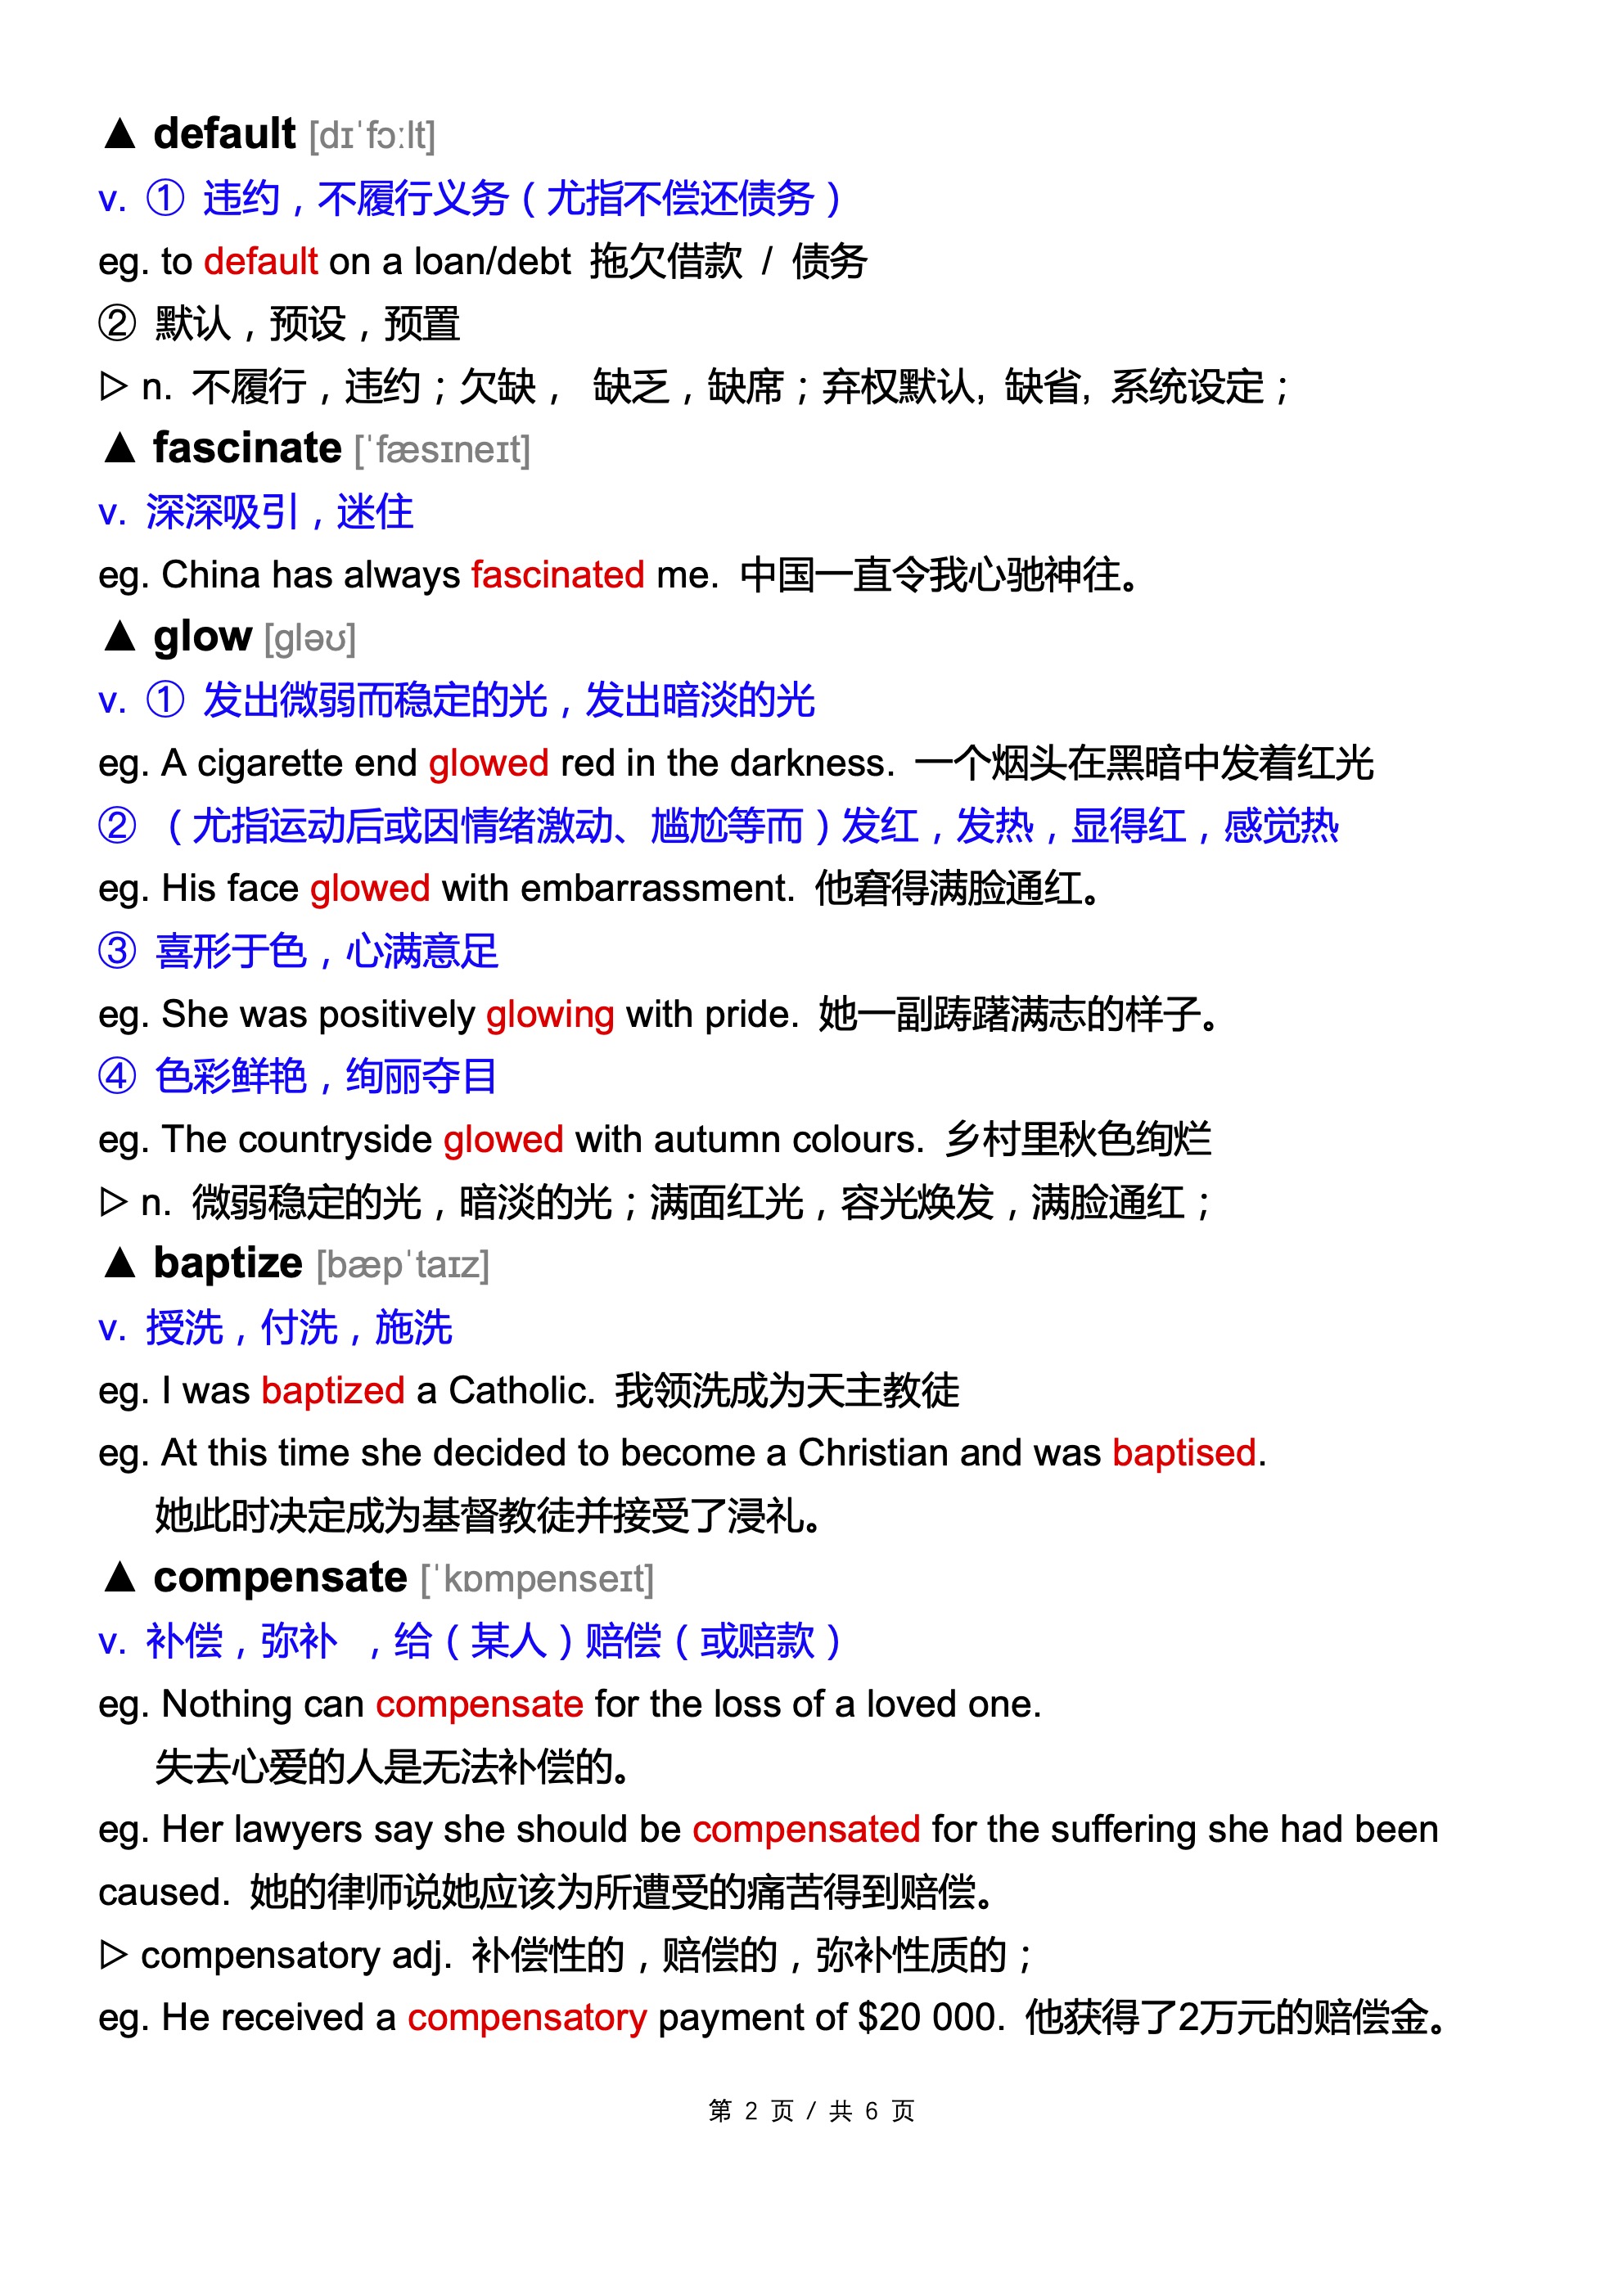 ▲ default [dɪˈfɔːlt]
v. ① 违约，不履行义务（尤指不偿还债务）
eg. to default on a loan/debt 拖欠借款 / 债务
② 默认，预设，预置
▷ n. 不履行，违约；欠缺， 缺乏，缺席；弃权默认, 缺省, 系统设定；
▲ fascinate [ˈfæsɪneɪt]
v. 深深吸引，迷住
eg. China has always fascinated me. 中国一直令我心驰神往。
▲ glow [gləʊ]
v. ① 发出微弱而稳定的光，发出暗淡的光
eg. A cigarette end glowed red in the darkness. 一个烟头在黑暗中发着红光
② （尤指运动后或因情绪激动、尴尬等而）发红，发热，显得红，感觉热
eg. His face glowed with embarrassment. 他窘得满脸通红。
③ 喜形于色，心满意足
eg. She was positively glowing with pride. 她一副踌躇满志的样子。
④ 色彩鲜艳，绚丽夺目
eg. The countryside glowed with autumn colours. 乡村里秋色绚烂
▷ n. 微弱稳定的光，暗淡的光；满面红光，容光焕发，满脸通红；
▲ baptize [bæpˈtaɪz]
v. 授洗，付洗，施洗
eg. I was baptized a Catholic. 我领洗成为天主教徒
eg. At this time she decided to become a Christian and was baptised.
她此时决定成为基督教徒并接受了浸礼。
▲ compensate [ˈkɒmpenseɪt]
v. 补偿，弥补 ，给（某人）赔偿（或赔款）
eg. Nothing can compensate for the loss of a loved one.
失去心爱的人是无法补偿的。
eg. Her lawyers say she should be compensated for the suffering she had been
caused. 她的律师说她应该为所遭受的痛苦得到赔偿。
▷ compensatory adj. 补偿性的，赔偿的，弥补性质的；
eg. He received a compensatory payment of $20 000. 他获得了2万元的赔偿金。
第 2 页 / 共 6 页